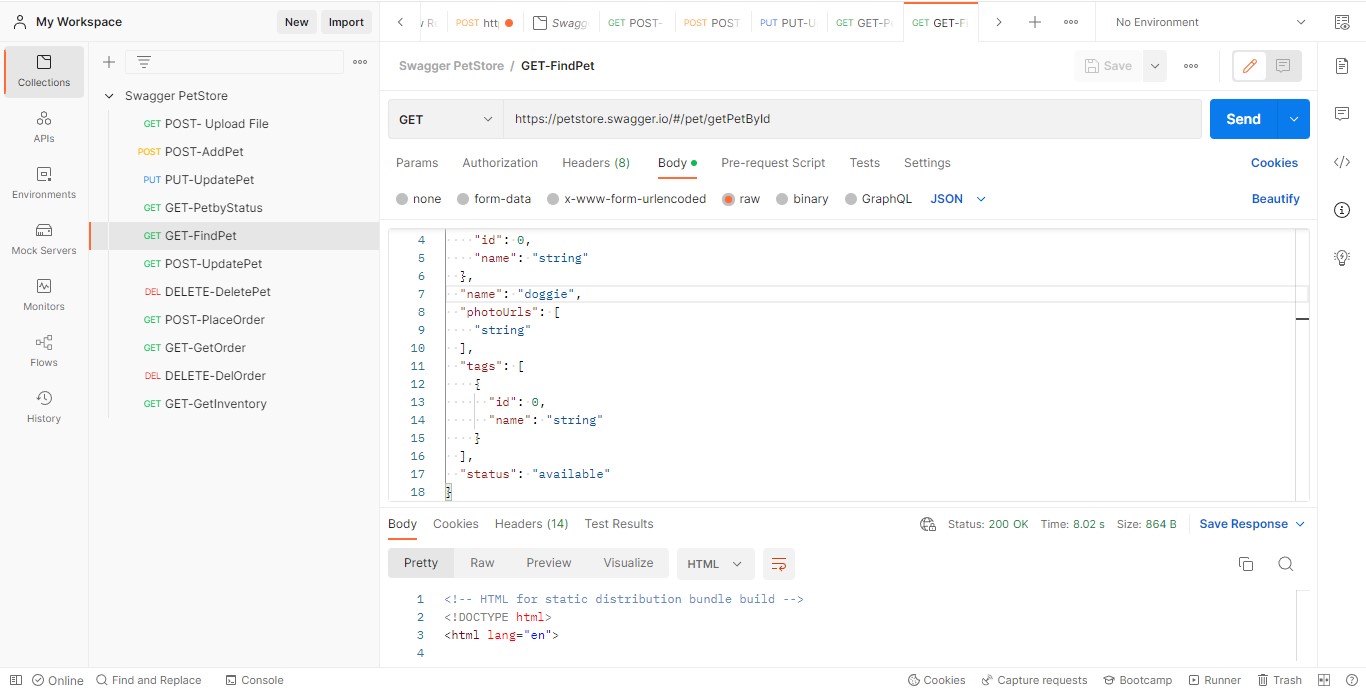 My Workspace
New
Import
POST
GET POST-
POST POST
PUT PUT-U
GET
GET GET-F
No Environment
Collections
APIs
Environments
Mock Servers
Monitors
Flows
History
Swagger PetStore
GET POST- Upload File
POST POST-AddPet
PUT PUT-UpdatePet
GET GET-PetbyStatus
GET GET-FindPet
GET POST-UpdatePet
DEL DELETE-DeletePet
GET POST-PlaceOrder
GET GET-GetOrder
DEL DELETE-DelOrder
GET GET-GetInventory
Swagger PetStore / GET-FindPet
Save
GET
https://petstore.swagger.io/#/pet/getPetById
Send
Params Authorization Headers (8) Body Pre-request Script Tests Settings
Cookies
none form-data x-www-form-urlencoded raw binary GraphQL JSON
Beautify
4 "id": 0,
5 "name": "string"
6 },
7 "name": "doggie",
8 "photoUrls": [
9 "string"
10 ],
11 "tags": [
12 {
13 "id": 0,
14 "name": "string"
15 }
16 ],
17 "status": "available"
18 }
Body Cookies Headers (14) Test Results
Status: 200 OK Time: 8.02 s Size: 864 B
Save Response
Pretty Raw Preview Visualize
HTML
1 <!-- HTML for static distribution bundle build -->
2 <!DOCTYPE html>
3 <html lang="en">
4
Online
Find and Replace
Console
Cookies
Capture requests
Bootcamp
Runner
Trash